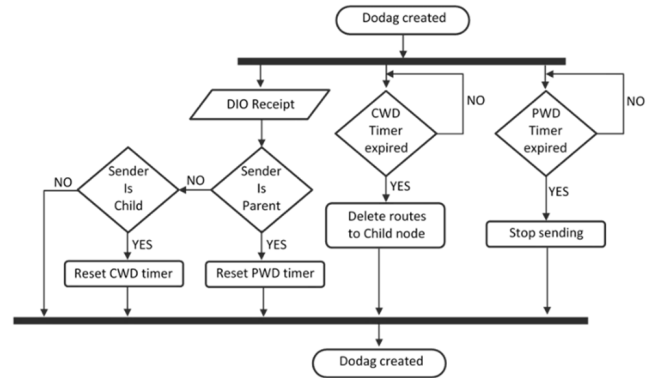 Dodag created
DIO Receipt
CWD
Timer
expired
NO
PWD
Timer
expired
NO
Sender
Is
Child
NO
NO
Sender
Is
Parent
YES
YES
YES
YES
Delete routes
to Child node
Stop sending
Reset CWD timer
Reset PWD timer
Dodag created